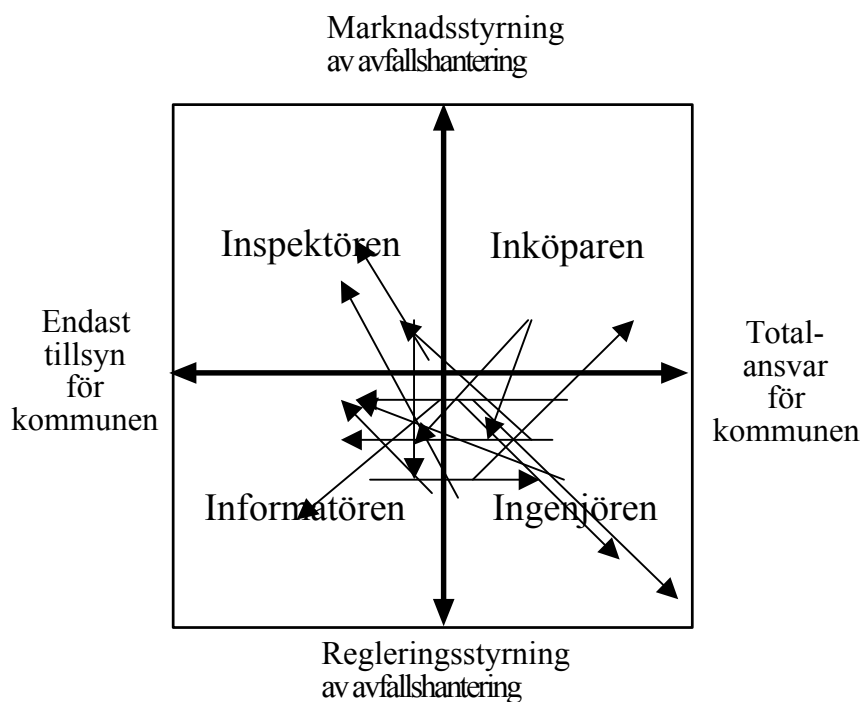 Marknadsstyrning
av avfallshantering
Inspektören
Inköparen
Endast
tillsyn
för
kommunen
Total-
ansvar
för
kommunen
Informatören
Ingenjören
Regleringsstyrning
av avfallshantering